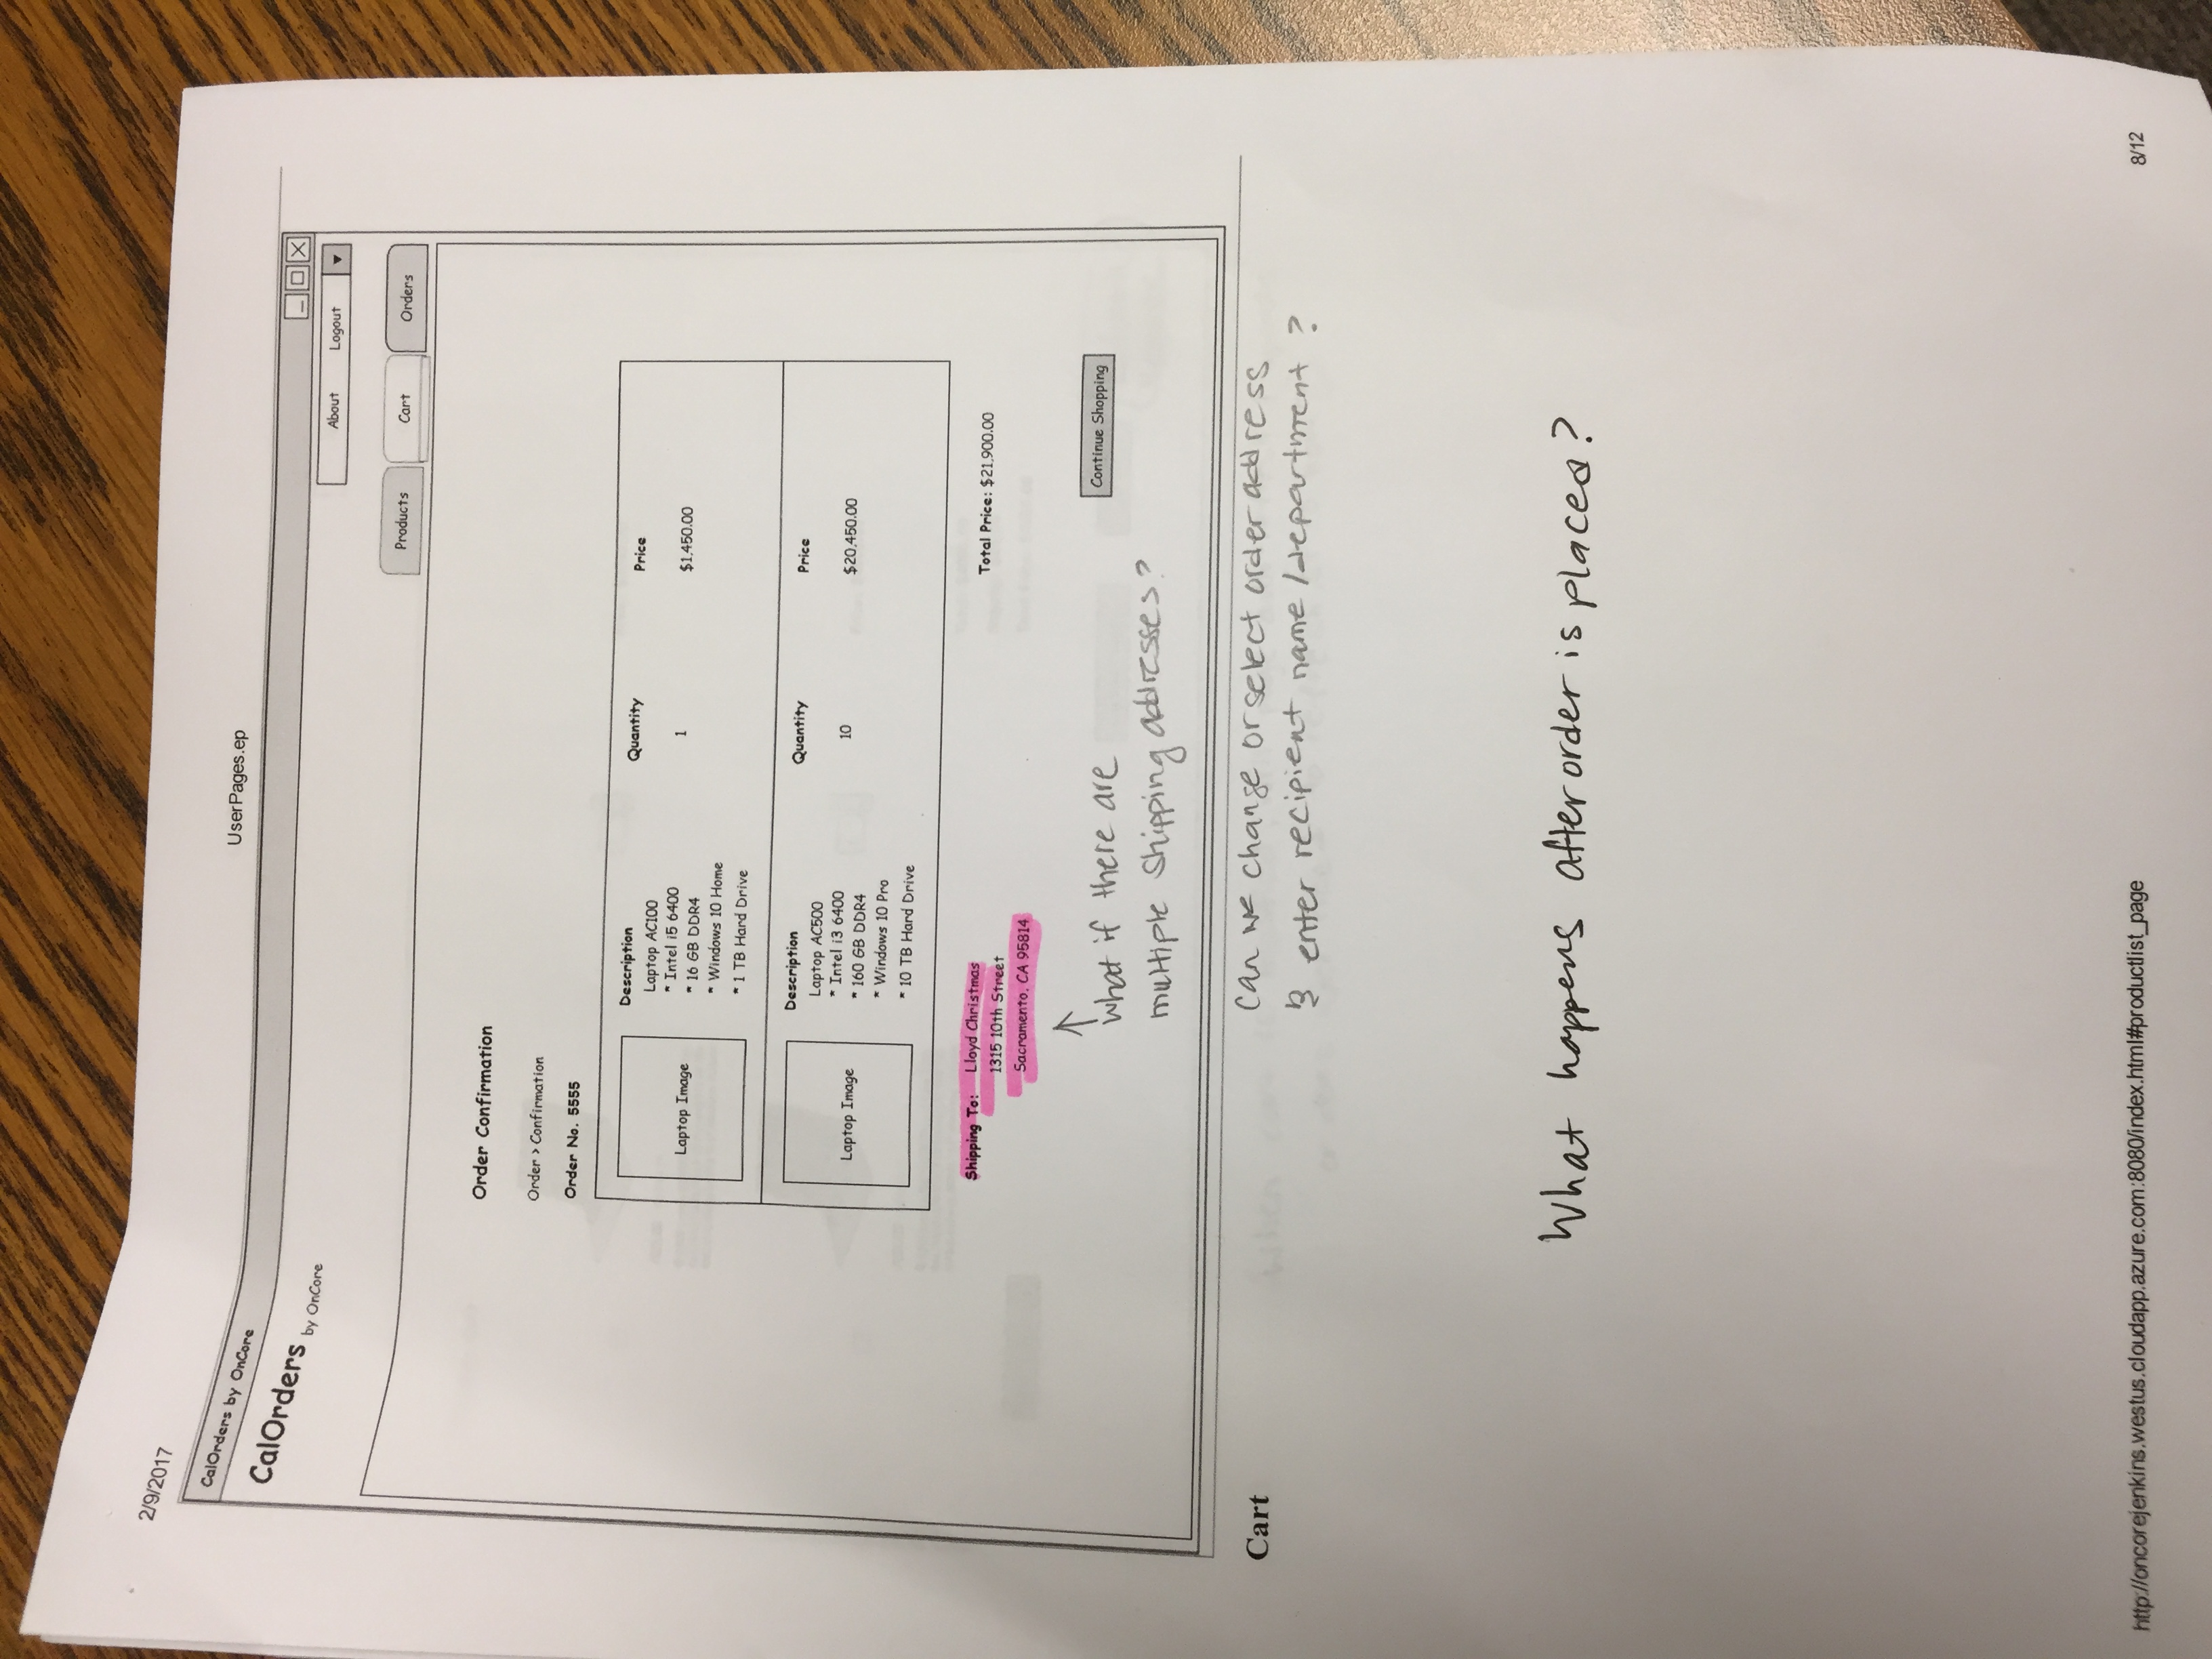 2/9/2017
UserPages.ep
CalOrders by OnCore
CalOrders by OnCore
About Logout
Products Cart Orders
Order Confirmation
Order > Confirmation
Order No. 5555
Description Quantity Price
Laptop Image
Laptop AC100
* Intel i5 6400
* 16 GB DDR4
* Windows 10 Home
* 1 TB Hard Drive
1 $1,450.00
Description Quantity Price
Laptop Image
Laptop AC500
* Intel i3 6400
* 160 GB DDR4
* Windows 10 Pro
* 10 TB Hard Drive
10 $20,450.00
Shipping To: Lloyd Christmas
1315 10th Street
Sacramento, CA 95814
Total Price: $21,900.00
Continue Shopping
What if there are
multiple shipping addresses?
Cart
Can we change or select order address
& enter recipient name / department ?
What happens after order is placed?
http://oncorejenkins.westus.cloudapp.azure.com:8080/index.html#productlist_page
8/12